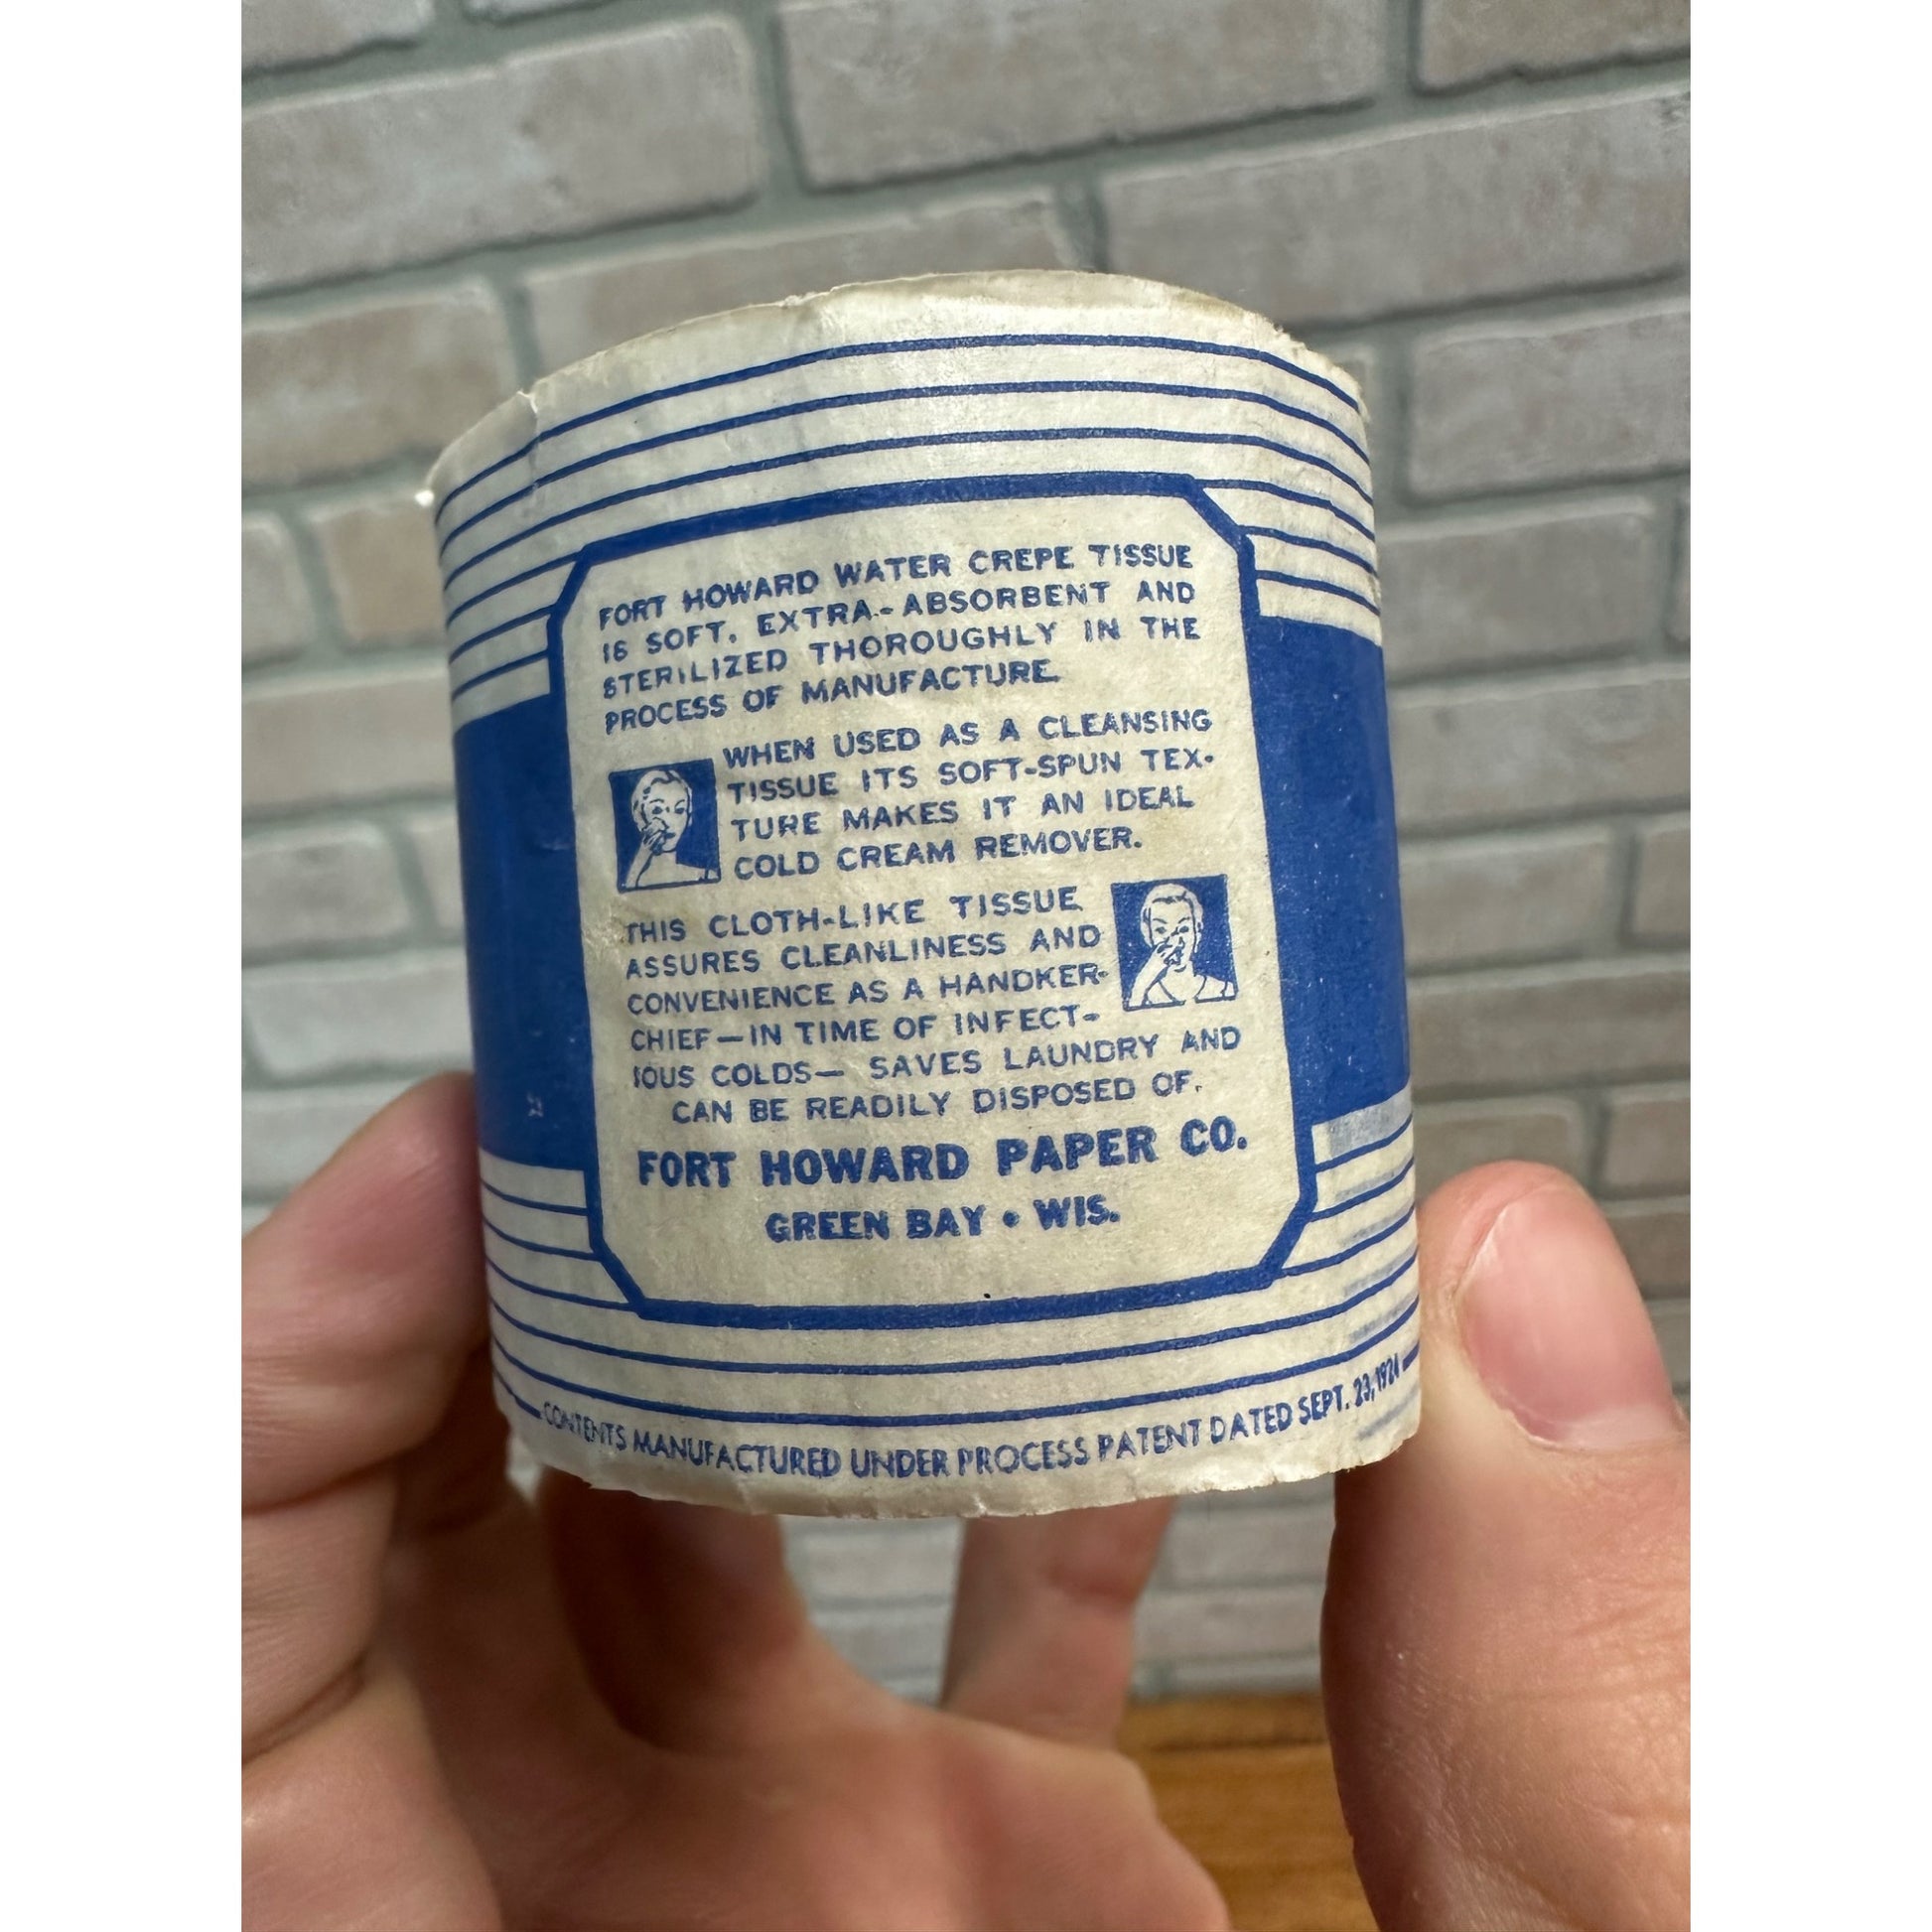 FORT HOWARD WATER CREPE TISSUE
IS SOFT, EXTRA-ABSORBENT AND
STERILIZED THOROUGHLY IN THE
PROCESS OF MANUFACTURE.
WHEN USED AS A CLEANSING
TISSUE ITS SOFT-SPUN TEX-
TURE MAKES IT AN IDEAL
COLD CREAM REMOVER.
THIS CLOTH-LIKE TISSUE
ASSURES CLEANLINESS AND
CONVENIENCE AS A HANDKER-
CHIEF—IN TIME OF INFECT-
IOUS COLDS— SAVES LAUNDRY AND
CAN BE READILY DISPOSED OF.
FORT HOWARD PAPER CO.
GREEN BAY • WIS.
CONTENTS MANUFACTURED UNDER PROCESS PATENT DATED SEPT. 23, 1924